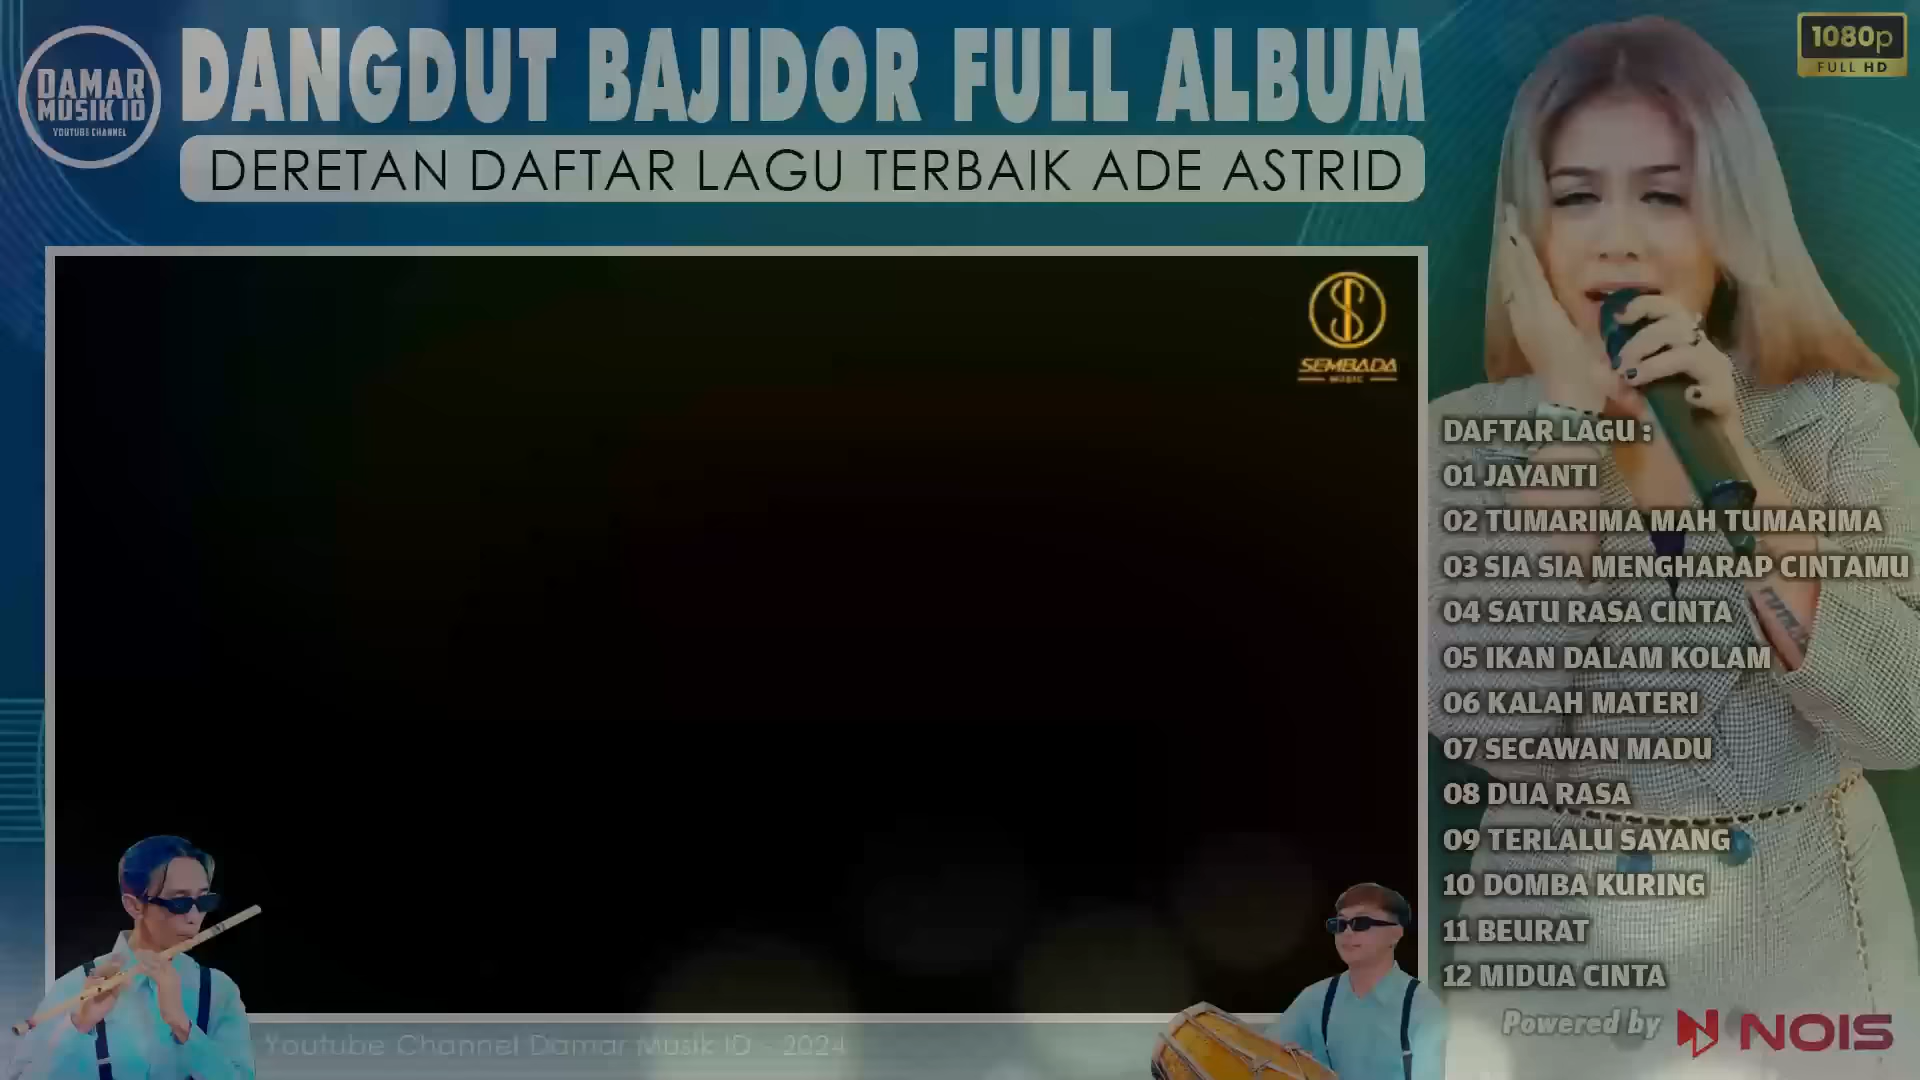 DAMAR
MUSIK ID
YOUTUBE CHANNEL
DANGDUT BAJIDOR FULL ALBUM
DERETAN DAFTAR LAGU TERBAIK ADE ASTRID
1080p
FULL HD
SEMBADA
MUSIC
DAFTAR LAGU :
01 JAYANTI
02 TUMARIMA MAH TUMARIMA
03 SIA SIA MENGHARAP CINTAMU
04 SATU RASA CINTA
05 IKAN DALAM KOLAM
06 KALAH MATERI
07 SECAWAN MADU
08 DUA RASA
09 TERLALU SAYANG
10 DOMBA KURING
11 BEURAT
12 MIDUA CINTA
Powered by NOIS
Youtube Channel Damar Musik ID - 2024